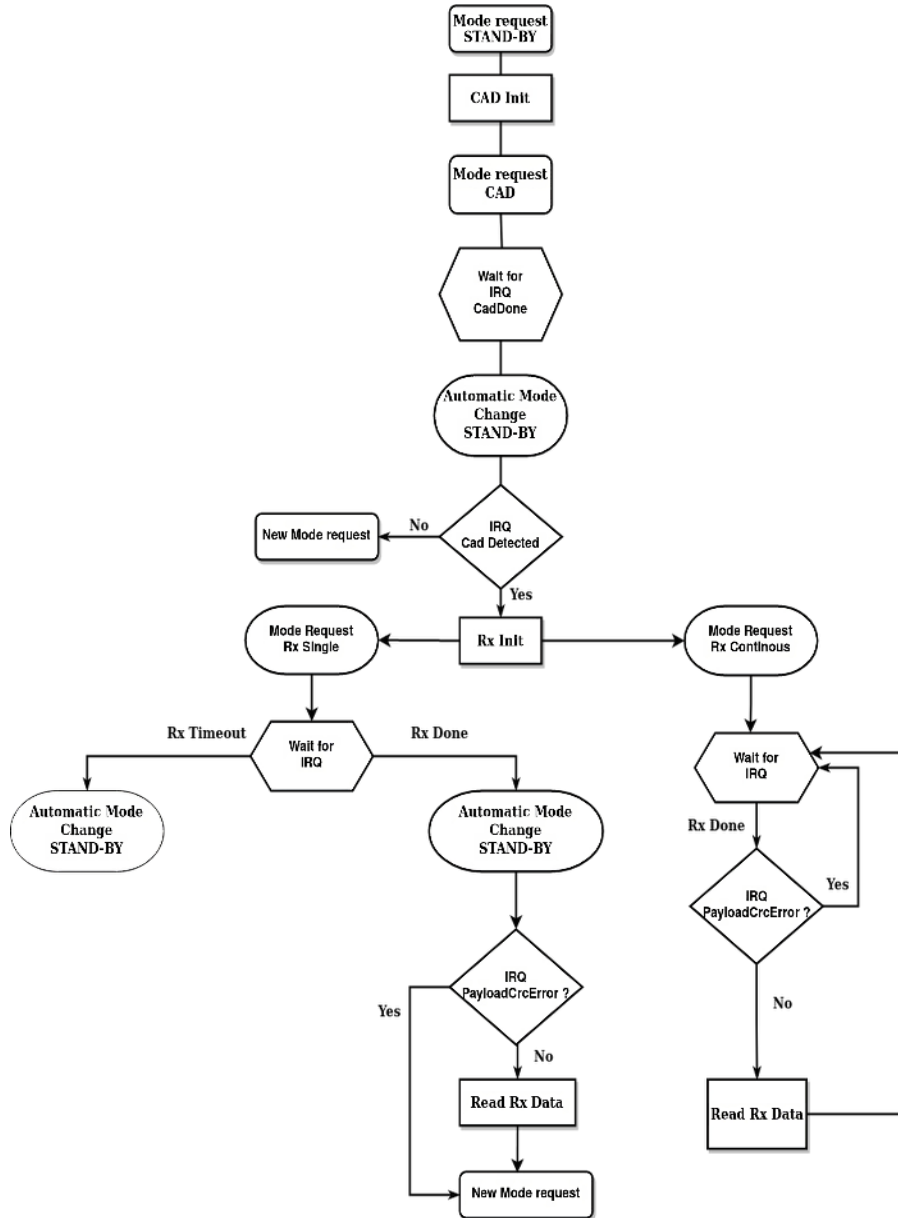 Mode request
STAND-BY
CAD Init
Mode request
CAD
Wait for
IRQ
CadDone
Automatic Mode
Change
STAND-BY
IRQ
Cad Detected
No
New Mode request
Yes
Rx Init
Mode Request
Rx Single
Mode Request
Rx Continous
Rx Timeout
Wait for
IRQ
Rx Done
Automatic Mode
Change
STAND-BY
Automatic Mode
Change
STAND-BY
IRQ
PayloadCrcError ?
Yes
No
Read Rx Data
New Mode request
Wait for
IRQ
Rx Done
IRQ
PayloadCrcError ?
Yes
No
Read Rx Data